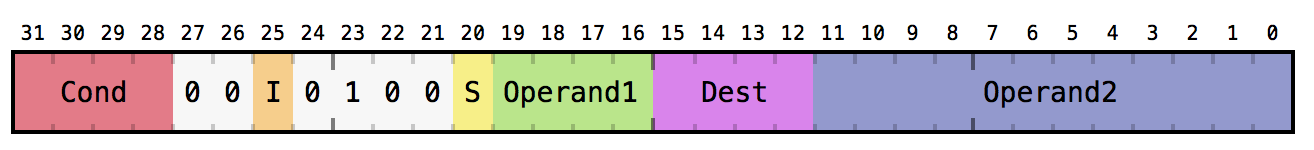 31 30 29 28 27 26 25 24 23 22 21 20 19 18 17 16 15 14 13 12 11 10 9 8 7 6 5 4 3 2 1 0
Cond 0 0 I 0 1 0 0 S Operand1 Dest Operand2